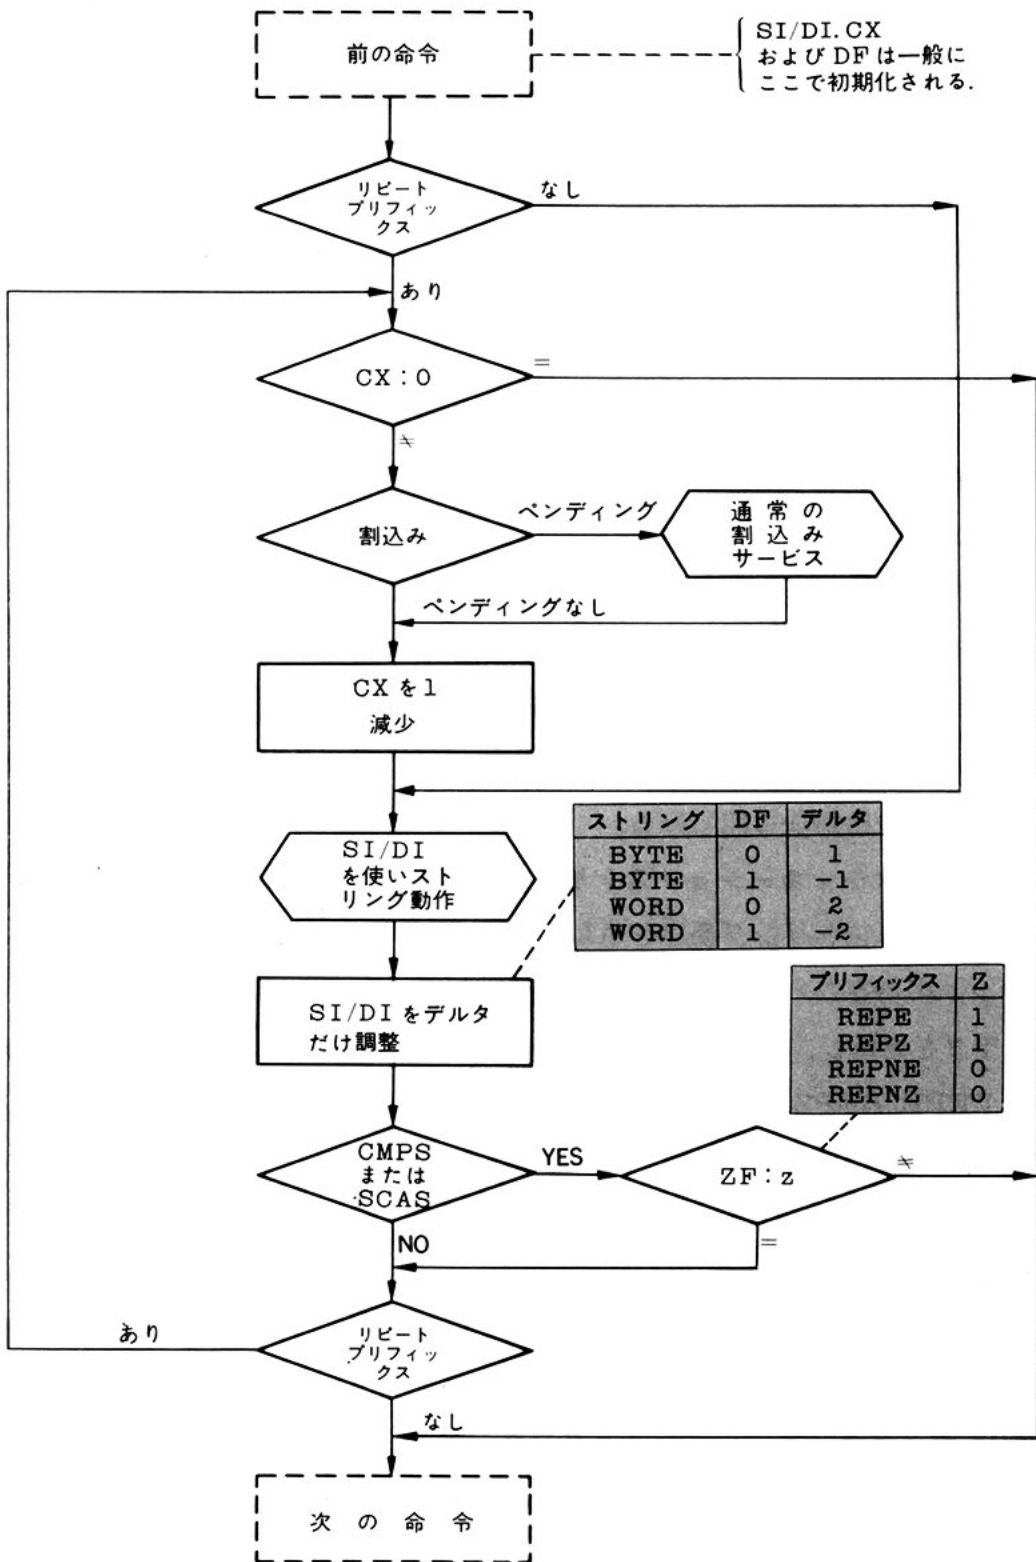 前の命令
SI/DI.CX
および DF は一般に
ここで初期化される.
リピート
プリフィッ
クス
なし
あり
CX：0
=
≠
割込み
ペンディング
通常の
割込み
サービス
ペンディングなし
CX を 1
減少
SI/DI
を使いスト
リング動作
ストリング DF デルタ
BYTE 0 1
BYTE 1 -1
WORD 0 2
WORD 1 -2
SI/DI をデルタ
だけ調整
プリフィックス Z
REPE 1
REPZ 1
REPNE 0
REPNZ 0
CMPS
または
SCAS
YES
ZF：z
≠
NO
=
リピート
プリフィッ
クス
あり
なし
次の命令